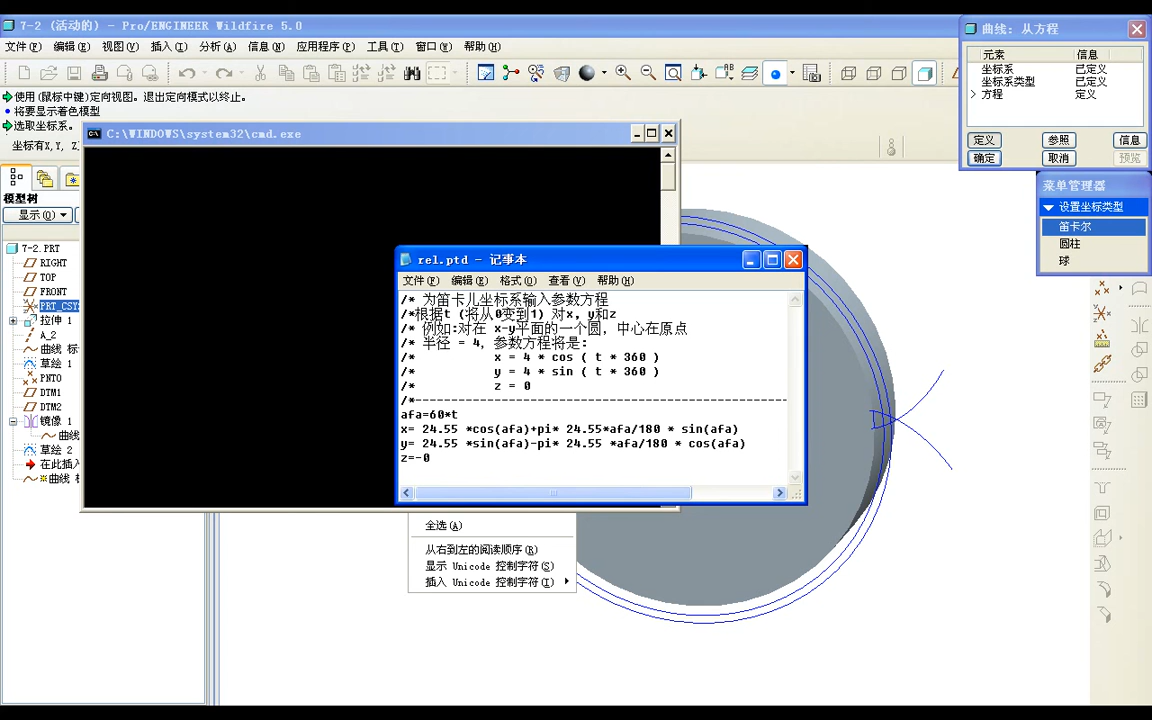 7-2 (活动的) - Pro/ENGINEER Wildfire 5.0
文件(F) 编辑(E) 视图(V) 插入(I) 分析(A) 信息(N) 应用程序(P) 工具(T) 窗口(W) 帮助(H)
使用(鼠标中键)定向视图。退出定向模式以终止。
将要显示着色模型
选取坐标系。
坐标有X, Y, Z
模型树
显示(O)
7-2.PRT
RIGHT
TOP
FRONT
PRT_CSY
拉伸 1
A_2
曲线 标
草绘 1
PNT0
DTM1
DTM2
镜像 1
曲线
草绘 2
在此插入
曲线 标
C:\WINDOWS\system32\cmd.exe
rel.ptd - 记事本
文件(F) 编辑(E) 格式(O) 查看(V) 帮助(H)
/* 为笛卡儿坐标系输入参数方程
/*根据t (将从0变到1) 对x, y和z
/* 例如:对在 x-y平面的一个圆, 中心在原点
/* 半径 = 4, 参数方程将是:
/* x = 4 * cos ( t * 360 )
/* y = 4 * sin ( t * 360 )
/* z = 0
/*-------------------------------------------------
afa=60*t
x= 24.55 *cos(afa)+pi* 24.55*afa/180 * sin(afa)
y= 24.55 *sin(afa)-pi* 24.55 *afa/180 * cos(afa)
z=-0
全选(A)
从右到左的阅读顺序(R)
显示 Unicode 控制字符(S)
插入 Unicode 控制字符(I)
曲线: 从方程
元素 信息
坐标系 已定义
坐标系类型 已定义
> 方程 定义
定义 参照 信息
确定 取消 预览
菜单管理器
设置坐标类型
笛卡尔
圆柱
球